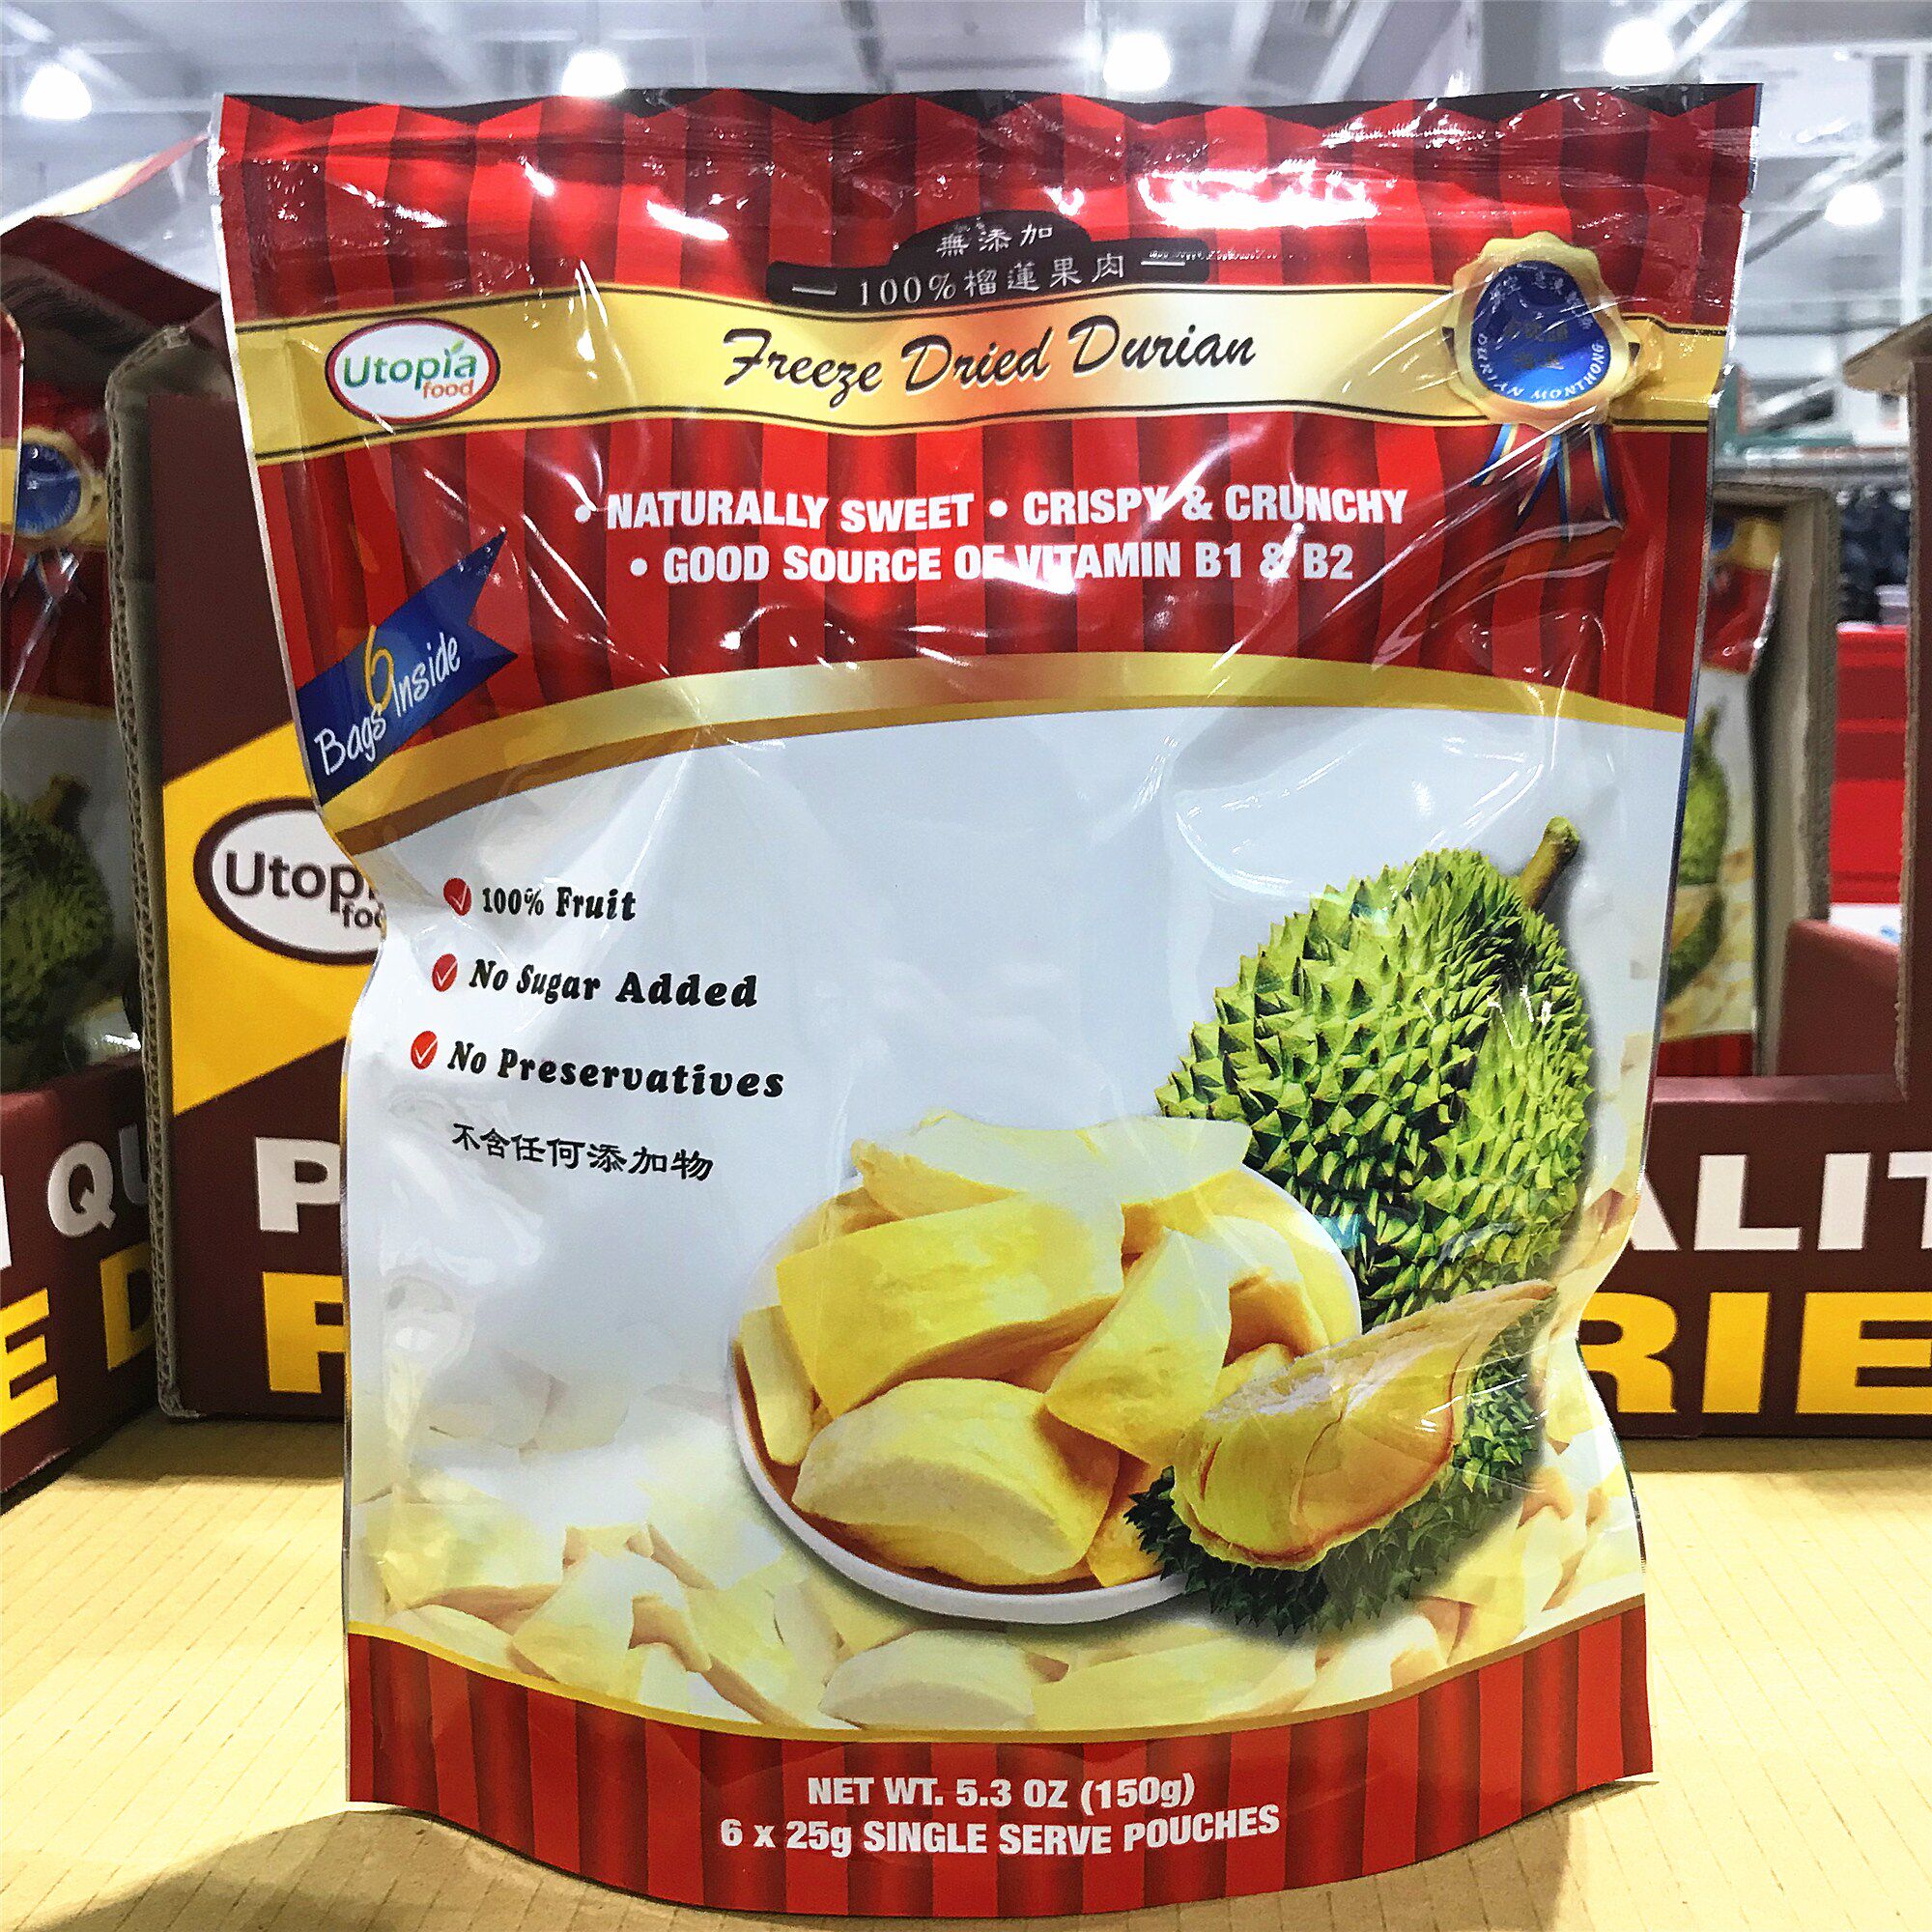 無添加
100%榴蓮果肉
Utopia
food
Freeze Dried Durian
DURIAN MONTHONG
• NATURALLY SWEET • CRISPY & CRUNCHY
• GOOD SOURCE OF VITAMIN B1 & B2
6
Bags Inside
100% Fruit
No Sugar Added
No Preservatives
不含任何添加物
NET WT. 5.3 OZ (150g)
6 x 25g SINGLE SERVE POUCHES